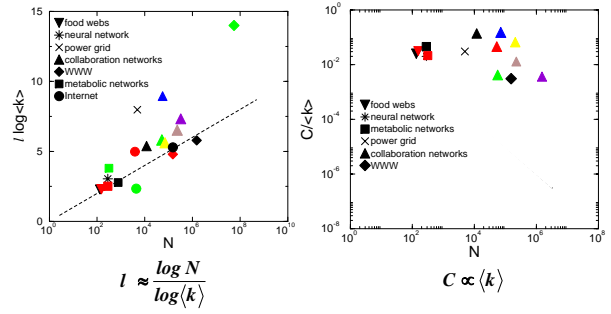 15
10
5
0
l log<k>
food webs
neural network
power grid
collaboration networks
WWW
metabolic networks
Internet
10^0 10^2 10^4 10^6 10^8 10^10
N
l ≈ log N / log⟨k⟩
10^0
10^-2
10^-4
10^-6
10^-8
C/<k>
food webs
neural network
metabolic networks
power grid
collaboration networks
WWW
10^0 10^2 10^4 10^6 10^8
N
C ∝ ⟨k⟩